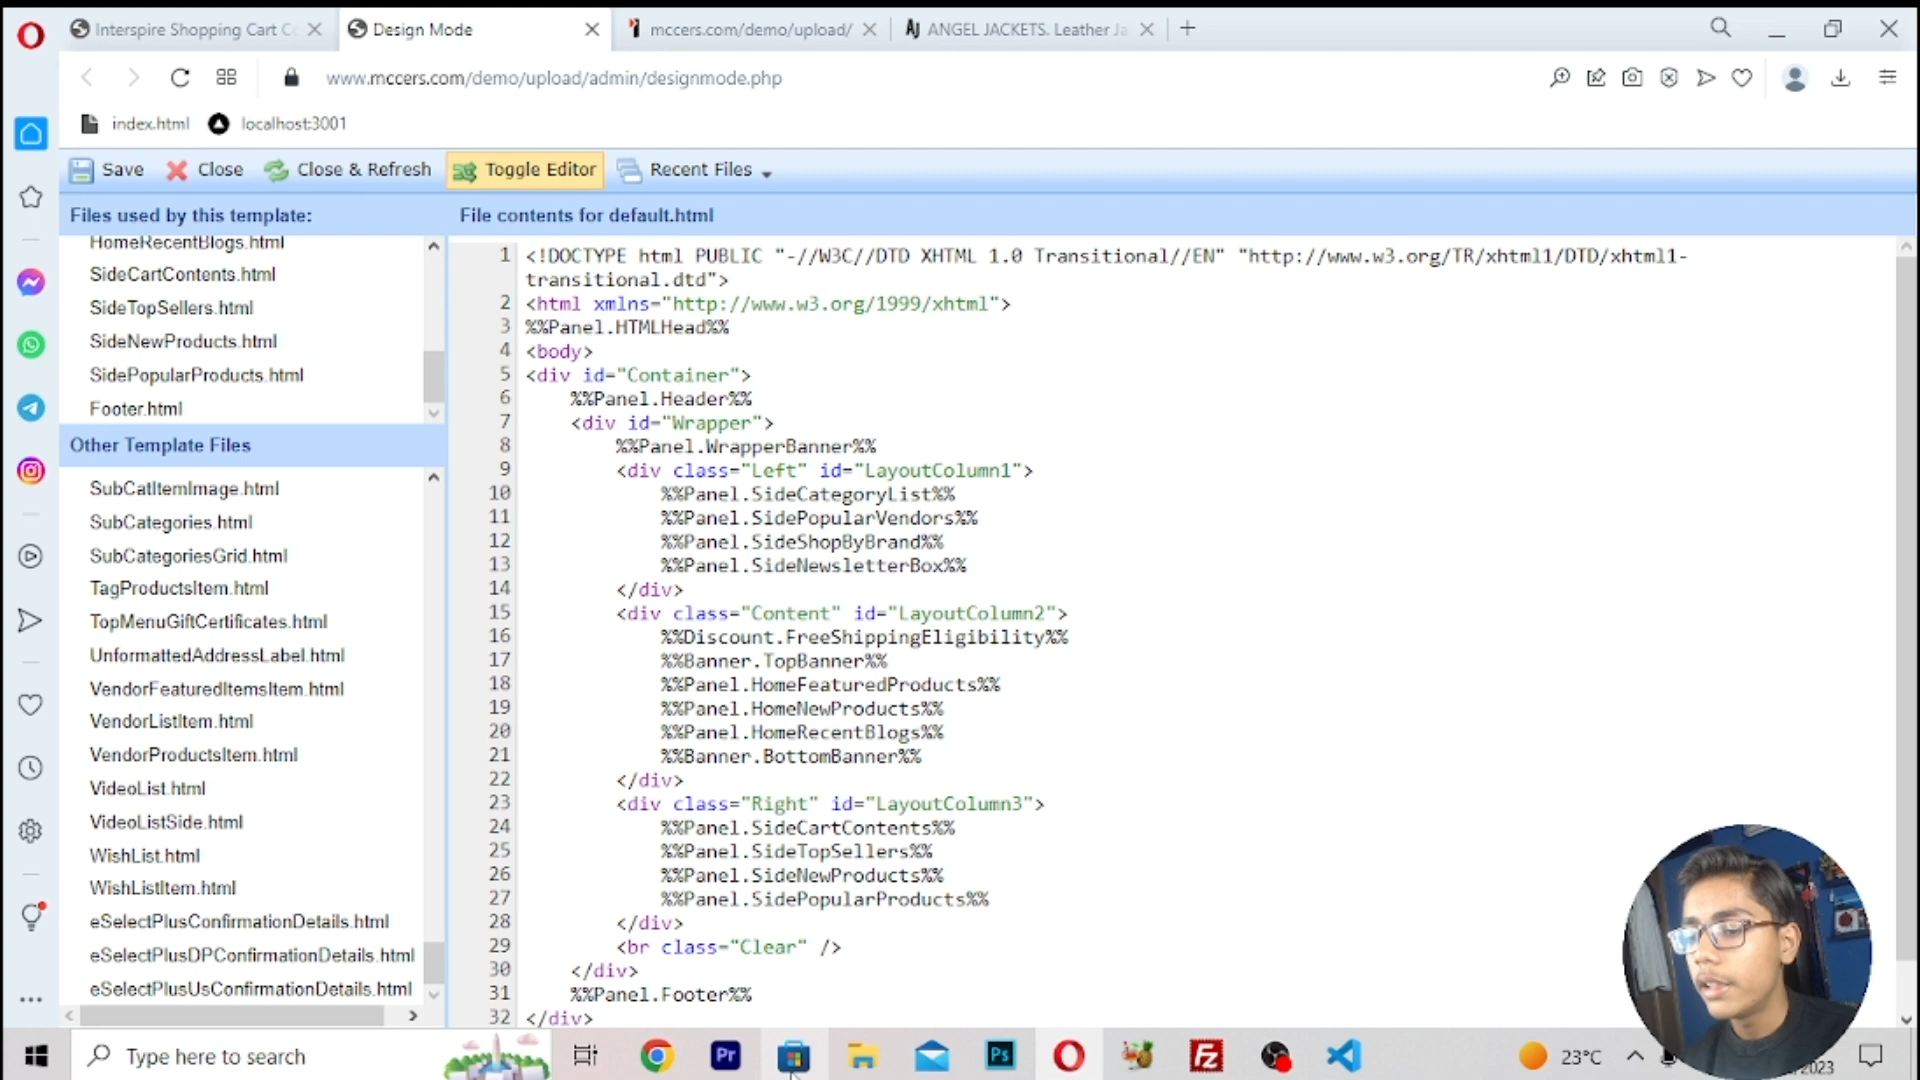 Interspire Shopping Cart C
Design Mode
mccers.com/demo/upload/
ANGEL JACKETS. Leather Ja
www.mccers.com/demo/upload/admin/designmode.php
index.html
localhost:3001
Save
Close
Close & Refresh
Toggle Editor
Recent Files
Files used by this template:
File contents for default.html
HomeRecentBlogs.html
SideCartContents.html
SideTopSellers.html
SideNewProducts.html
SidePopularProducts.html
Footer.html
Other Template Files
SubCatItemImage.html
SubCategories.html
SubCategoriesGrid.html
TagProductsItem.html
TopMenuGiftCertificates.html
UnformattedAddressLabel.html
VendorFeaturedItemsItem.html
VendorListItem.html
VendorProductsItem.html
VideoList.html
VideoListSide.html
WishList.html
WishListItem.html
eSelectPlusConfirmationDetails.html
eSelectPlusDPConfirmationDetails.html
eSelectPlusUsConfirmationDetails.html
1 <!DOCTYPE html PUBLIC "-//W3C//DTD XHTML 1.0 Transitional//EN" "http://www.w3.org/TR/xhtml1/DTD/xhtml1-
transitional.dtd">
2 <html xmlns="http://www.w3.org/1999/xhtml">
3 %%Panel.HTMLHead%%
4 <body>
5 <div id="Container">
6 %%Panel.Header%%
7 <div id="Wrapper">
8 %%Panel.WrapperBanner%%
9 <div class="Left" id="LayoutColumn1">
10 %%Panel.SideCategoryList%%
11 %%Panel.SidePopularVendors%%
12 %%Panel.SideShopByBrand%%
13 %%Panel.SideNewsletterBox%%
14 </div>
15 <div class="Content" id="LayoutColumn2">
16 %%Discount.FreeShippingEligibility%%
17 %%Banner.TopBanner%%
18 %%Panel.HomeFeaturedProducts%%
19 %%Panel.HomeNewProducts%%
20 %%Panel.HomeRecentBlogs%%
21 %%Banner.BottomBanner%%
22 </div>
23 <div class="Right" id="LayoutColumn3">
24 %%Panel.SideCartContents%%
25 %%Panel.SideTopSellers%%
26 %%Panel.SideNewProducts%%
27 %%Panel.SidePopularProducts%%
28 </div>
29 <br class="Clear" />
30 </div>
31 %%Panel.Footer%%
32 </div>
Type here to search
Pr
Ps
Fz
23°C
2023